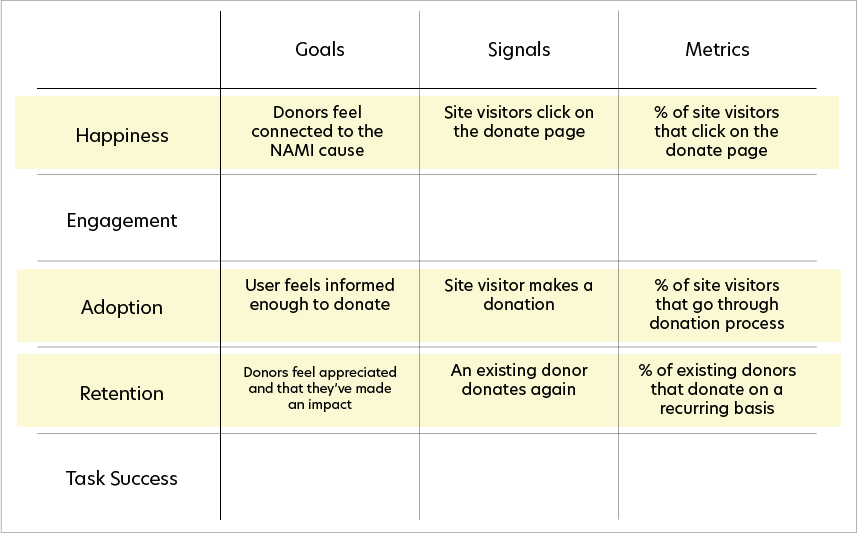 Goals Signals Metrics
Happiness
Donors feel
connected to the
NAMI cause
Site visitors click on
the donate page
% of site visitors
that click on the
donate page
Engagement
Adoption
User feels informed
enough to donate
Site visitor makes a
donation
% of site visitors
that go through
donation process
Retention
Donors feel appreciated
and that they've made
an impact
An existing donor
donates again
% of existing donors
that donate on a
recurring basis
Task Success